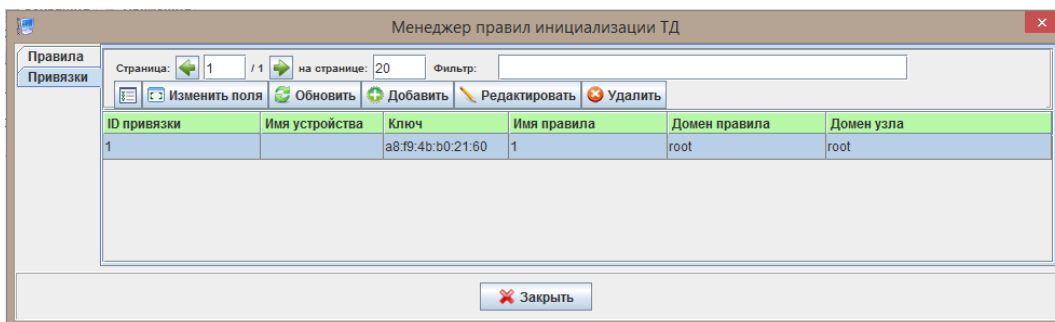 Менеджер правил инициализации ТД
Правила
Привязки
Страница: 1 / 1 на странице: 20 Фильтр:
Изменить поля Обновить Добавить Редактировать Удалить
ID привязки Имя устройства Ключ Имя правила Домен правила Домен узла
1 a8:f9:4b:b0:21:60 1 root root
Закрыть